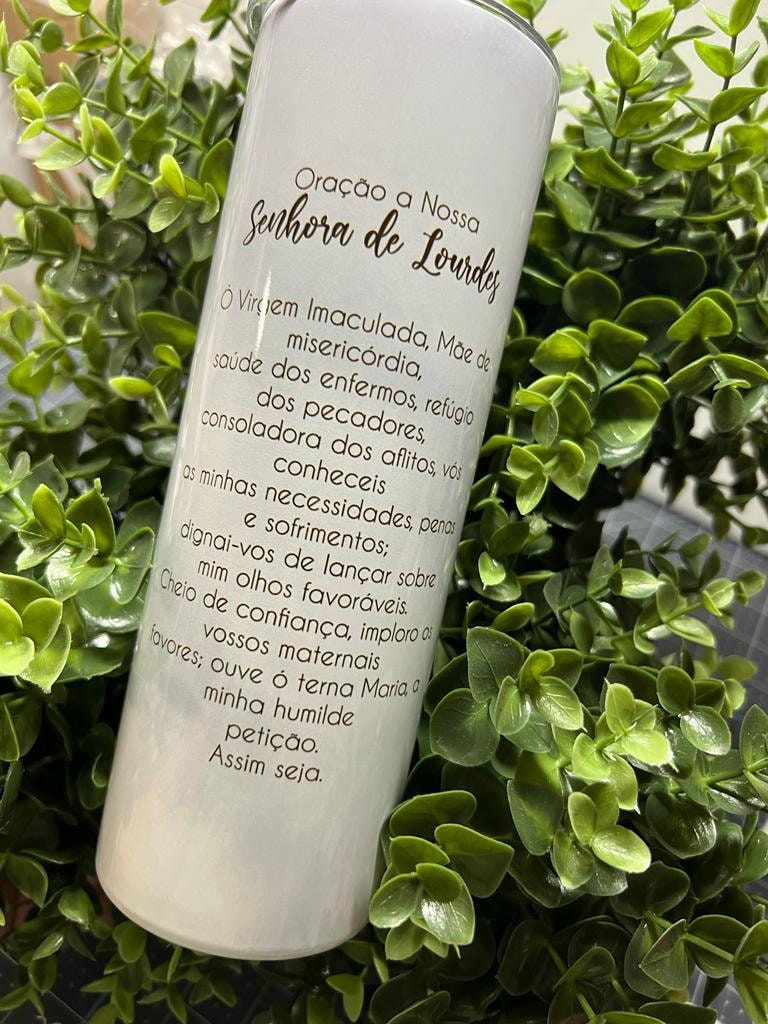 Oração a Nossa
Senhora de Lourdes
Ó Virgem Imaculada, Mãe de
misericórdia,
saúde dos enfermos, refúgio
dos pecadores,
consoladora dos aflitos, vós
conheceis
as minhas necessidades, penas
e sofrimentos;
dignai-vos de lançar sobre
mim olhos favoráveis.
Cheio de confiança, imploro os
vossos maternais
favores; ouve ó terna Maria, a
minha humilde
petição.
Assim seja.